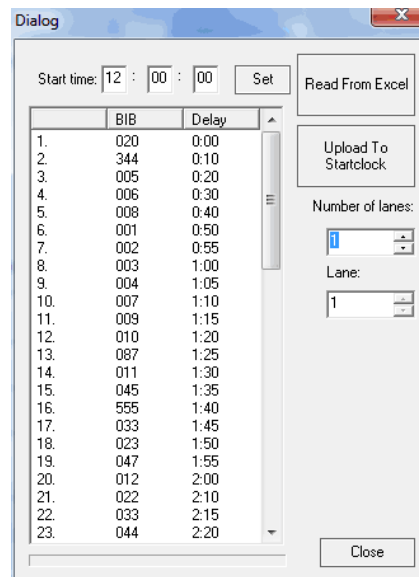 Dialog
Start time: 12 : 00 : 00 Set Read From Excel
BIB Delay
1. 020 0:00
2. 344 0:10
3. 005 0:20
4. 006 0:30
5. 008 0:40
6. 001 0:50
7. 002 0:55
8. 003 1:00
9. 004 1:05
10. 007 1:10
11. 009 1:15
12. 010 1:20
13. 087 1:25
14. 011 1:30
15. 045 1:35
16. 555 1:40
17. 033 1:45
18. 023 1:50
19. 047 1:55
20. 012 2:00
21. 022 2:10
22. 033 2:15
23. 044 2:20
Upload To
Startclock
Number of lanes:
1
Lane:
1
Close